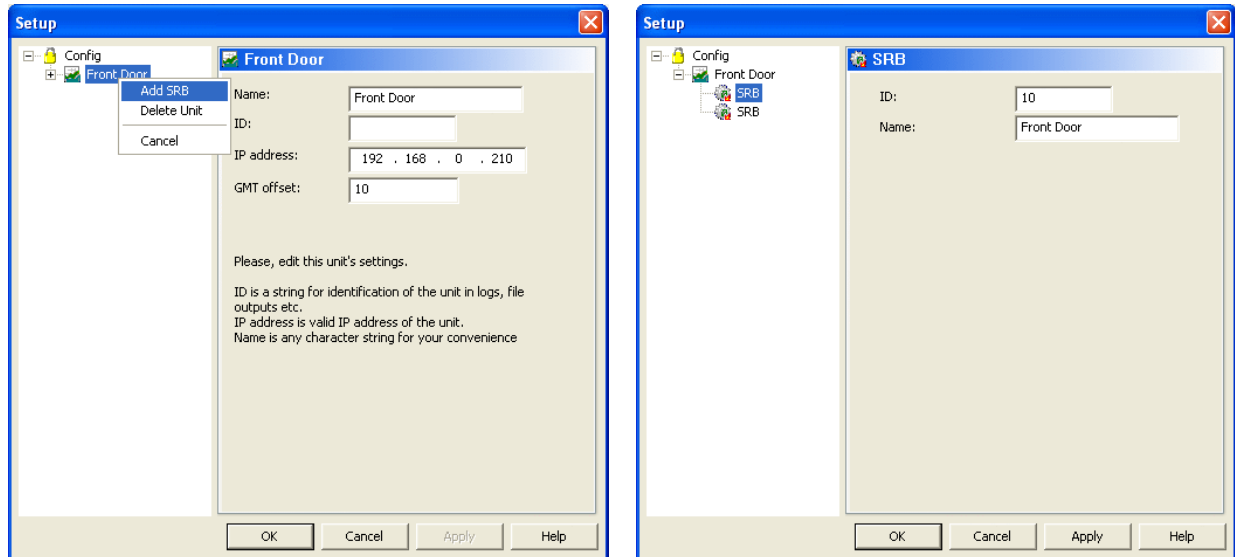 Setup
Config
Front Door
Add SRB
Delete Unit
Cancel
Front Door
Name: Front Door
ID:
IP address: 192 . 168 . 0 . 210
GMT offset: 10
Please, edit this unit's settings.
ID is a string for identification of the unit in logs, file
outputs etc.
IP address is valid IP address of the unit.
Name is any character string for your convenience
OK Cancel Apply Help
Setup
Config
Front Door
SRB
SRB
SRB
ID: 10
Name: Front Door
OK Cancel Apply Help